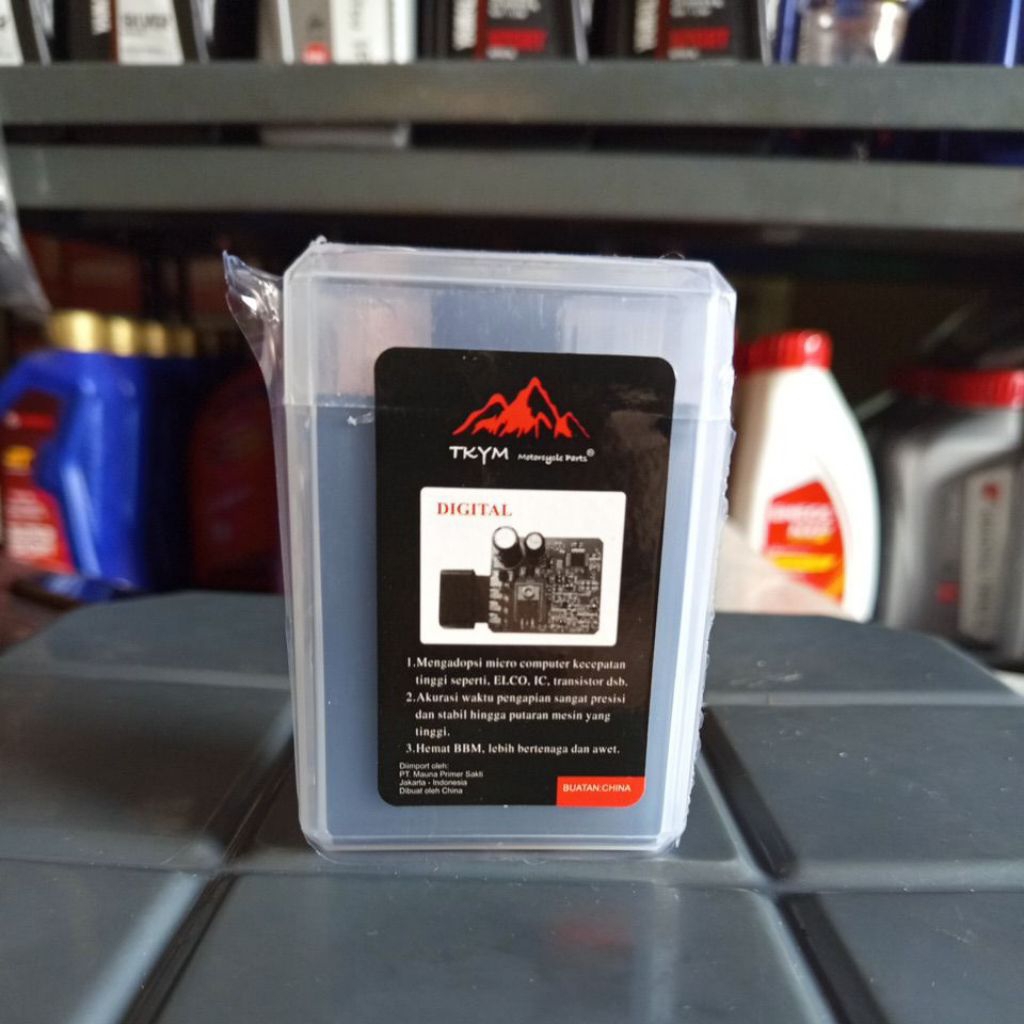 TKYM Motorcycle Parts®
DIGITAL
1.Mengadopsi micro computer kecepatan
tinggi seperti, ELCO, IC, transistor dsb.
2.Akurasi waktu pengapian sangat presisi
dan stabil hingga putaran mesin yang
tinggi.
3.Hemat BBM, lebih bertenaga dan awet.
Diimport oleh:
PT. Mauna Primer Sakti
Jakarta - Indonesia
Dibuat oleh China
BUATAN:CHINA